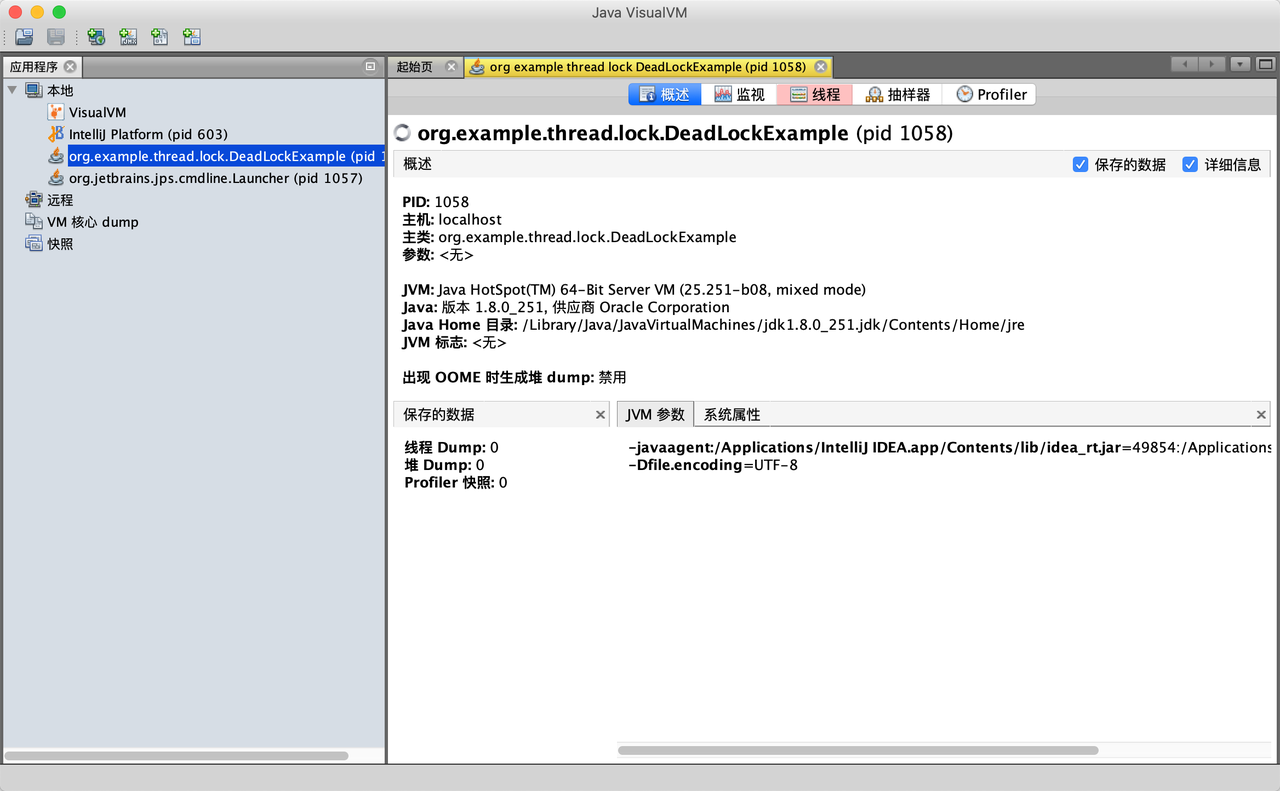 Java VisualVM
应用程序
本地
VisualVM
IntelliJ Platform (pid 603)
org.example.thread.lock.DeadLockExample (pid 1
org.jetbrains.jps.cmdline.Launcher (pid 1057)
远程
VM 核心 dump
快照
起始页
org example thread lock DeadLockExample (pid 1058)
概述 监视 线程 抽样器 Profiler
org.example.thread.lock.DeadLockExample (pid 1058)
概述
保存的数据 详细信息
PID: 1058
主机: localhost
主类: org.example.thread.lock.DeadLockExample
参数: <无>
JVM: Java HotSpot(TM) 64-Bit Server VM (25.251-b08, mixed mode)
Java: 版本 1.8.0_251, 供应商 Oracle Corporation
Java Home 目录: /Library/Java/JavaVirtualMachines/jdk1.8.0_251.jdk/Contents/Home/jre
JVM 标志: <无>
出现 OOME 时生成堆 dump: 禁用
保存的数据
线程 Dump: 0
堆 Dump: 0
Profiler 快照: 0
JVM 参数 系统属性
-javaagent:/Applications/IntelliJ IDEA.app/Contents/lib/idea_rt.jar=49854:/Applications
-Dfile.encoding=UTF-8